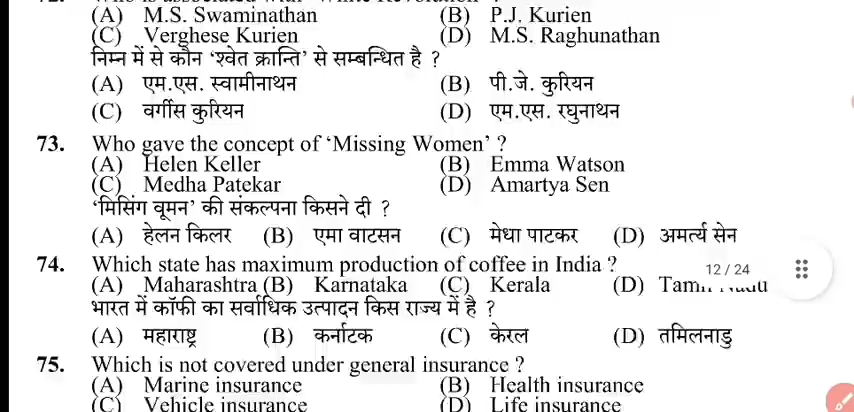 (A) M.S. Swaminathan (B) P.J. Kurien
(C) Verghese Kurien (D) M.S. Raghunathan
निम्न में से कौन ‘श्वेत क्रान्ति’ से सम्बन्धित है ?
(A) एम.एस. स्वामीनाथन (B) पी.जे. कुरियन
(C) वर्गीस कुरियन (D) एम.एस. रघुनाथन
73. Who gave the concept of ‘Missing Women’ ?
(A) Helen Keller (B) Emma Watson
(C) Medha Patekar (D) Amartya Sen
‘मिसिंग वूमन’ की संकल्पना किसने दी ?
(A) हेलन किलर (B) एमा वाटसन (C) मेधा पाटकर (D) अमर्त्य सेन
74. Which state has maximum production of coffee in India ?
12 / 24
(A) Maharashtra (B) Karnataka (C) Kerala (D)
भारत में कॉफी का सर्वाधिक उत्पादन किस राज्य में है ?
(A) महाराष्ट्र (B) कर्नाटक (C) केरल (D) तमिलनाडु
75. Which is not covered under general insurance ?
(A) Marine insurance (B) Health insurance
(C) Vehicle insurance (D) Life insurance